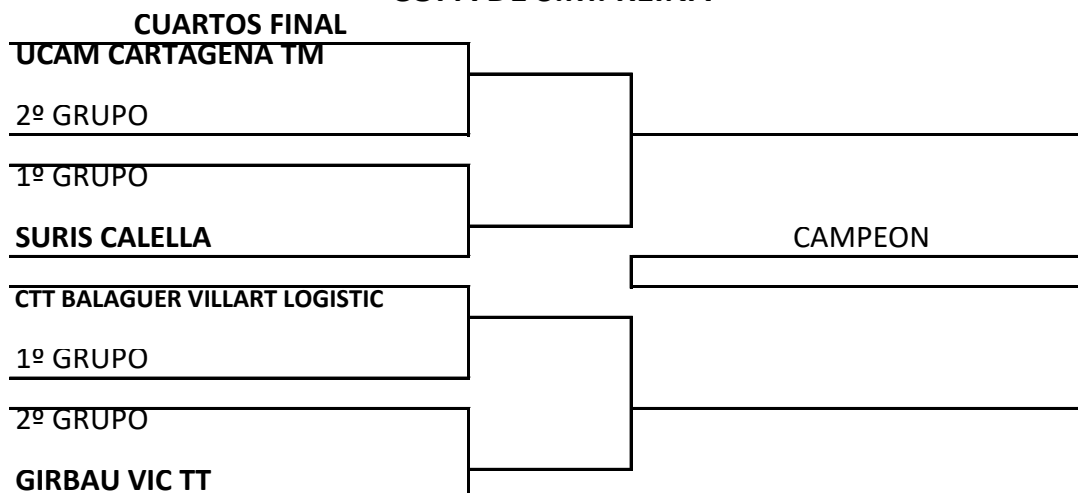 CUARTOS FINAL
UCAM CARTAGENA TM
2º GRUPO
1º GRUPO
SURIS CALELLA
CAMPEON
CTT BALAGUER VILLART LOGISTIC
1º GRUPO
2º GRUPO
GIRBAU VIC TT